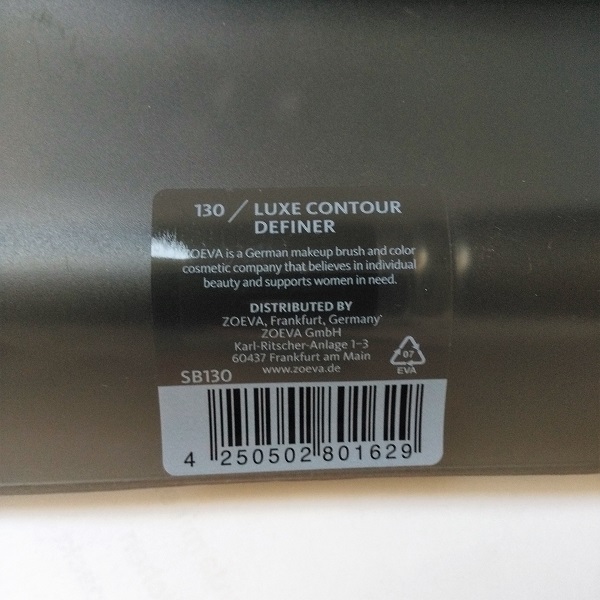 130 / LUXE CONTOUR
DEFINER
ZOEVA is a German makeup brush and color
cosmetic company that believes in individual
beauty and supports women in need.
DISTRIBUTED BY
ZOEVA, Frankfurt, Germany
ZOEVA GmbH
Karl-Ritscher-Anlage 1-3
60437 Frankfurt am Main
www.zoeva.de
07
EVA
SB130
4 250502 801629